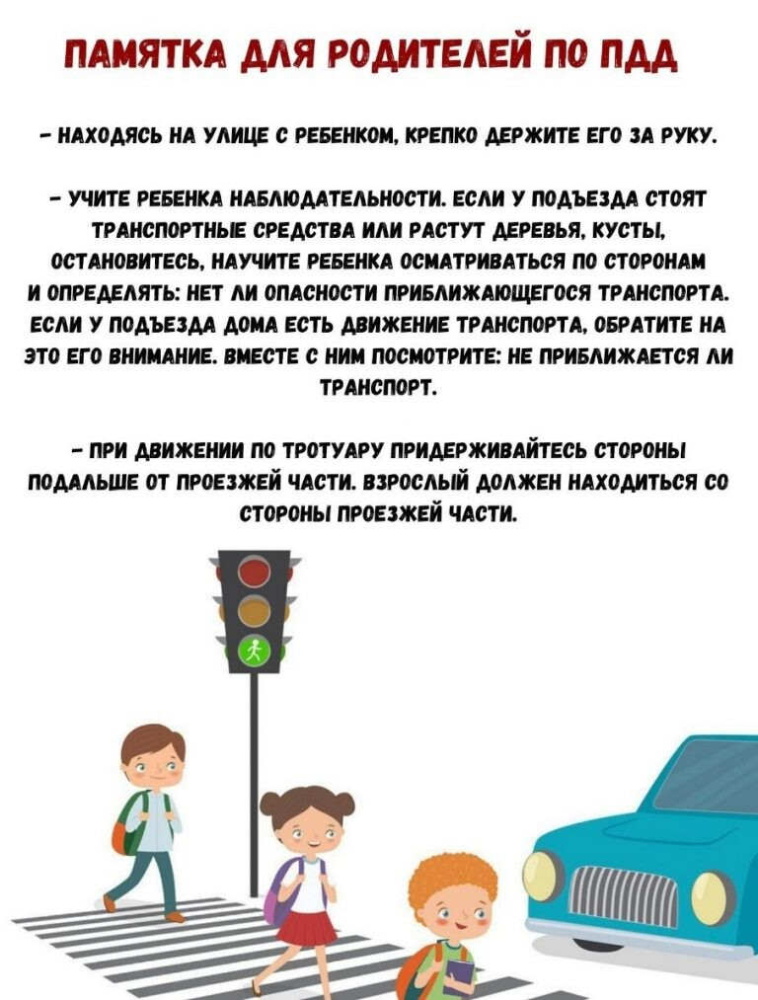 ПАМЯТКА ДЛЯ РОДИТЕЛЕЙ ПО ПДД
- НАХОДЯСЬ НА УЛИЦЕ С РЕБЕНКОМ, КРЕПКО ДЕРЖИТЕ ЕГО ЗА РУКУ.
- УЧИТЕ РЕБЕНКА НАБЛЮДАТЕЛЬНОСТИ. ЕСЛИ У ПОДЪЕЗДА СТОЯТ
ТРАНСПОРТНЫЕ СРЕДСТВА ИЛИ РАСТУТ ДЕРЕВЬЯ, КУСТЫ,
ОСТАНОВИТЕСЬ, НАУЧИТЕ РЕБЕНКА ОСМАТРИВАТЬСЯ ПО СТОРОНАМ
И ОПРЕДЕЛЯТЬ: НЕТ ЛИ ОПАСНОСТИ ПРИБЛИЖАЮЩЕГОСЯ ТРАНСПОРТА.
ЕСЛИ У ПОДЪЕЗДА ДОМА ЕСТЬ ДВИЖЕНИЕ ТРАНСПОРТА, ОБРАТИТЕ НА
ЭТО ЕГО ВНИМАНИЕ. ВМЕСТЕ С НИМ ПОСМОТРИТЕ: НЕ ПРИБЛИЖАЕТСЯ ЛИ
ТРАНСПОРТ.
- ПРИ ДВИЖЕНИИ ПО ТРОТУАРУ ПРИДЕРЖИВАЙТЕСЬ СТОРОНЫ
ПОДАЛЬШЕ ОТ ПРОЕЗЖЕЙ ЧАСТИ. ВЗРОСЛЫЙ ДОЛЖЕН НАХОДИТЬСЯ СО
СТОРОНЫ ПРОЕЗЖЕЙ ЧАСТИ.